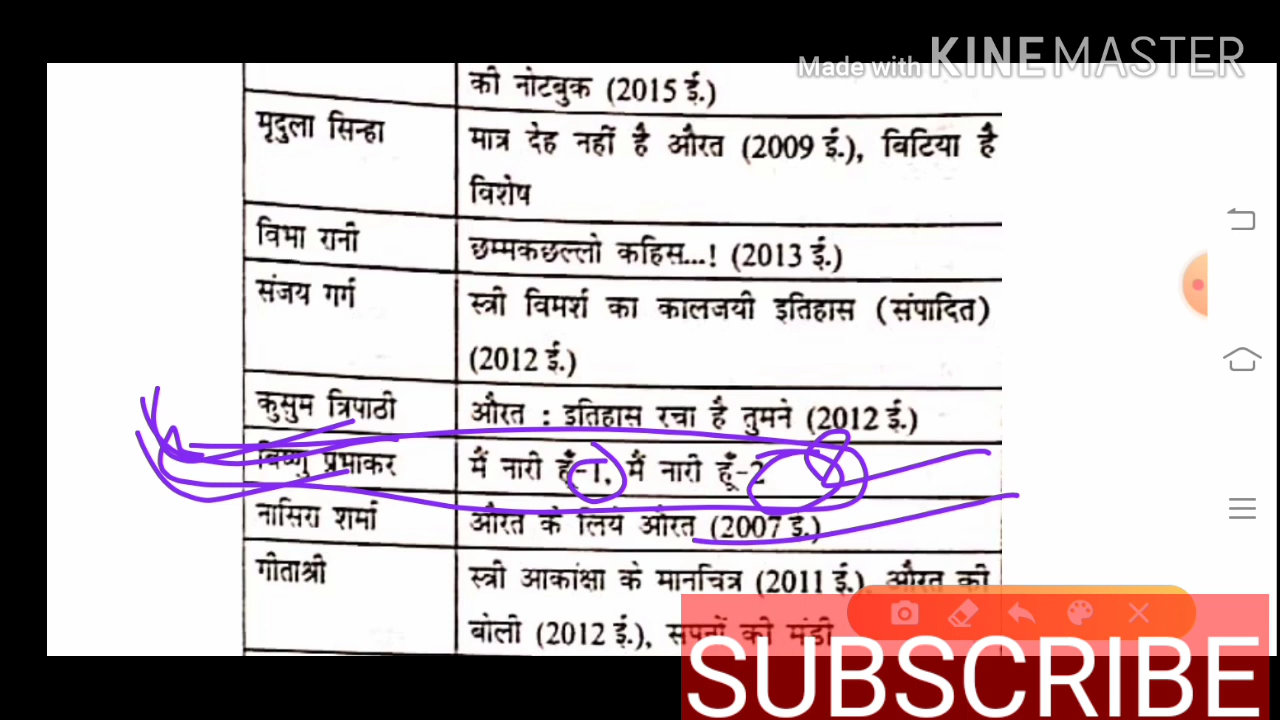 Made with KINEMASTER
की नोटबुक (2015 ई.)
मृदुला सिन्हा मात्र देह नहीं है औरत (2009 ई.), बिटिया है
विशेष
विभा रानी छम्मकछल्लो कहिस...! (2013 ई.)
संजय गर्ग स्त्री विमर्श का कालजयी इतिहास (संपादित)
(2012 ई.)
कुसुम त्रिपाठी औरत : इतिहास रचा है तुमने (2012 ई.)
विष्णु प्रभाकर मैं नारी हूँ-1, मैं नारी हूँ-2
नासिरा शर्मा औरत के लिये औरत (2007 ई.)
गीताश्री स्त्री आकांक्षा के मानचित्र (2011 ई.), औरत की
बोली (2012 ई.), सपनों की मंडी
SUBSCRIBE